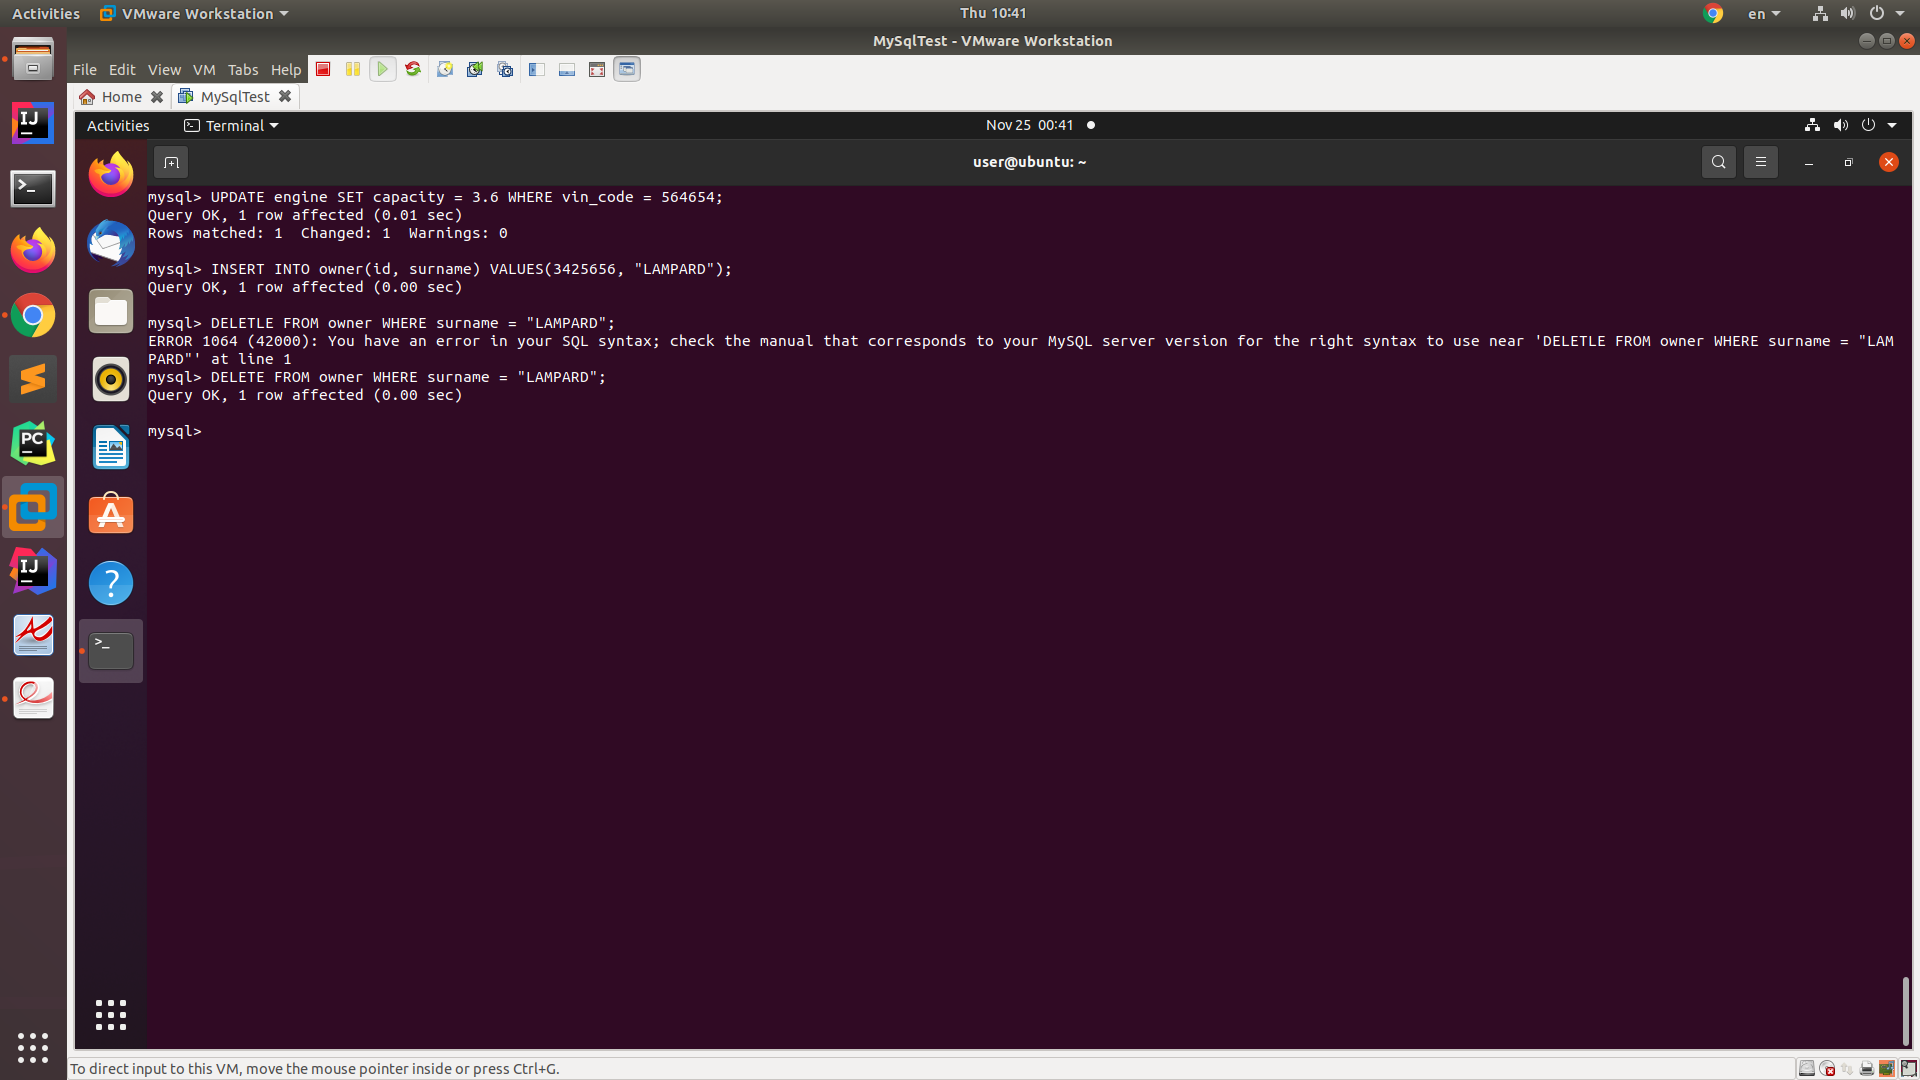 Activities VMware Workstation Thu 10:41 en
MySqlTest - VMware Workstation
File Edit View VM Tabs Help
Home MySqlTest
Activities Terminal Nov 25 00:41
user@ubuntu: ~
mysql> UPDATE engine SET capacity = 3.6 WHERE vin_code = 564654;
Query OK, 1 row affected (0.01 sec)
Rows matched: 1  Changed: 1  Warnings: 0
mysql> INSERT INTO owner(id, surname) VALUES(3425656, "LAMPARD");
Query OK, 1 row affected (0.00 sec)
mysql> DELETLE FROM owner WHERE surname = "LAMPARD";
ERROR 1064 (42000): You have an error in your SQL syntax; check the manual that corresponds to your MySQL server version for the right syntax to use near 'DELETLE FROM owner WHERE surname = "LAM
PARD"' at line 1
mysql> DELETE FROM owner WHERE surname = "LAMPARD";
Query OK, 1 row affected (0.00 sec)
mysql>
IJ
PC
IJ
To direct input to this VM, move the mouse pointer inside or press Ctrl+G.